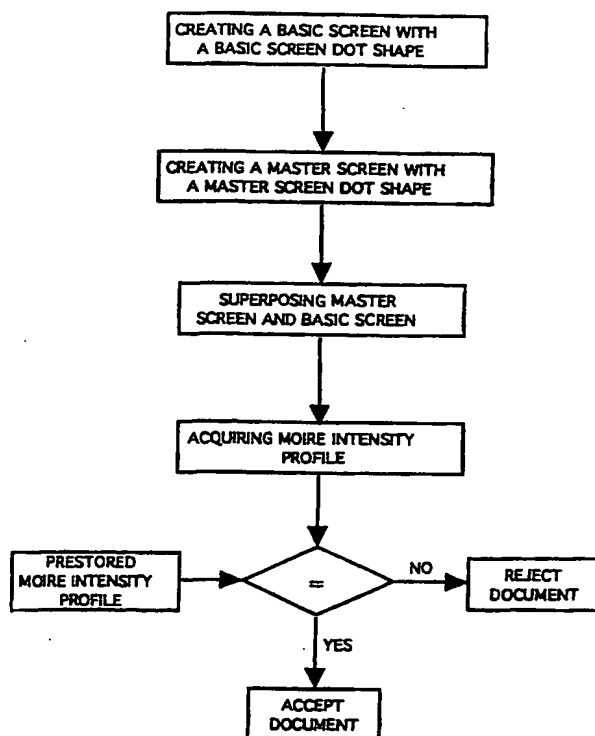 CREATING A BASIC SCREEN WITH
A BASIC SCREEN DOT SHAPE
CREATING A MASTER SCREEN WITH
A MASTER SCREEN DOT SHAPE
SUPERPOSING MASTER
SCREEN AND BASIC SCREEN
ACQUIRING MOIRE INTENSITY
PROFILE
PRESTORED
MOIRE INTENSITY
PROFILE
≈
NO
REJECT
DOCUMENT
YES
ACCEPT
DOCUMENT